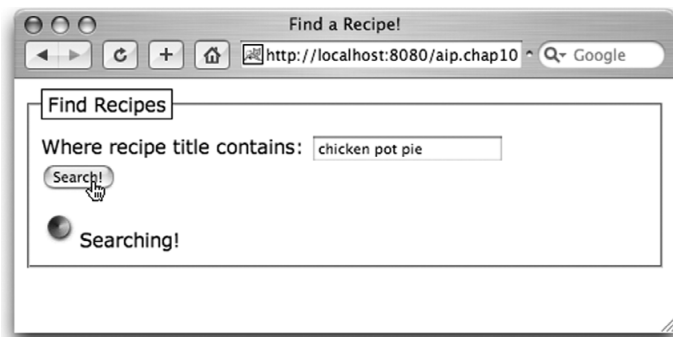 Find a Recipe!
http://localhost:8080/aip.chap10
Google
Find Recipes
Where recipe title contains: chicken pot pie
Search!
Searching!